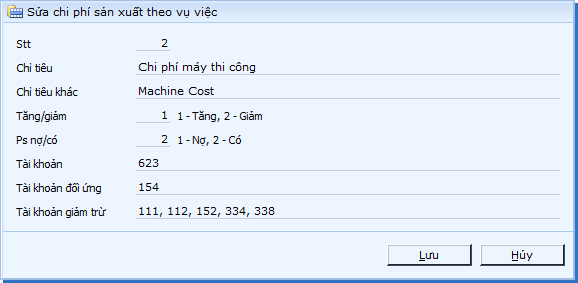 Sửa chi phí sản xuất theo vụ việc
Stt 2
Chỉ tiêu Chi phí máy thi công
Chỉ tiêu khác Machine Cost
Tăng/giảm 1 1 - Tăng, 2 - Giảm
Ps nợ/có 2 1 - Nợ, 2 - Có
Tài khoản 623
Tài khoản đối ứng 154
Tài khoản giảm trừ 111, 112, 152, 334, 338
Lưu Hủy